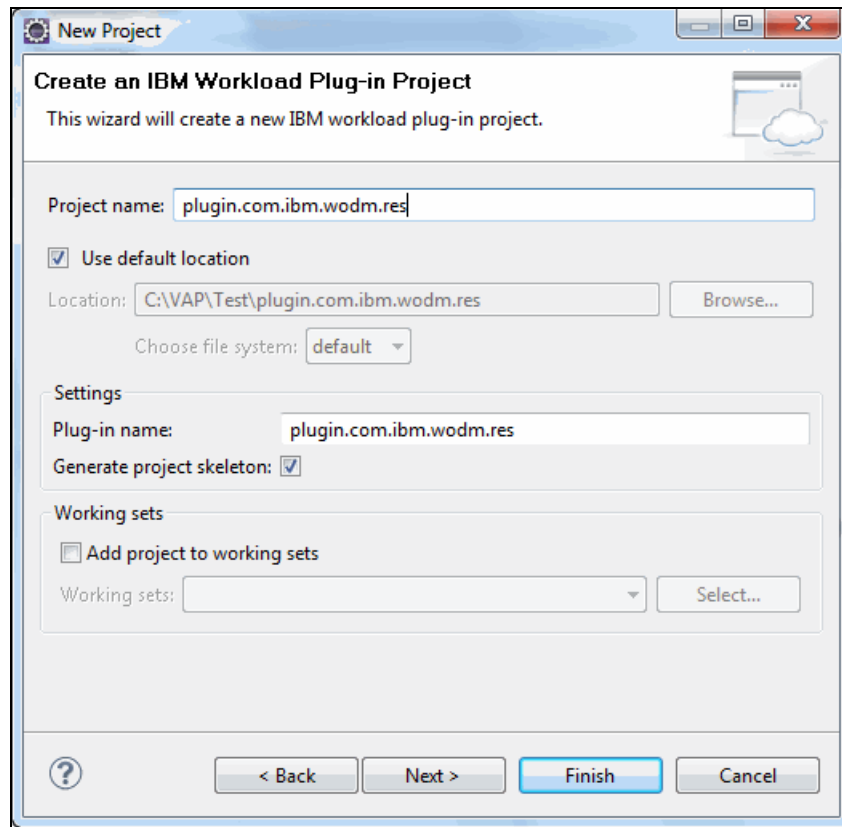 New Project
Create an IBM Workload Plug-in Project
This wizard will create a new IBM workload plug-in project.
Project name: plugin.com.ibm.wodm.res
Use default location
Location: C:\VAP\Test\plugin.com.ibm.wodm.res Browse...
Choose file system: default
Settings
Plug-in name: plugin.com.ibm.wodm.res
Generate project skeleton:
Working sets
Add project to working sets
Working sets: Select...
? < Back Next > Finish Cancel